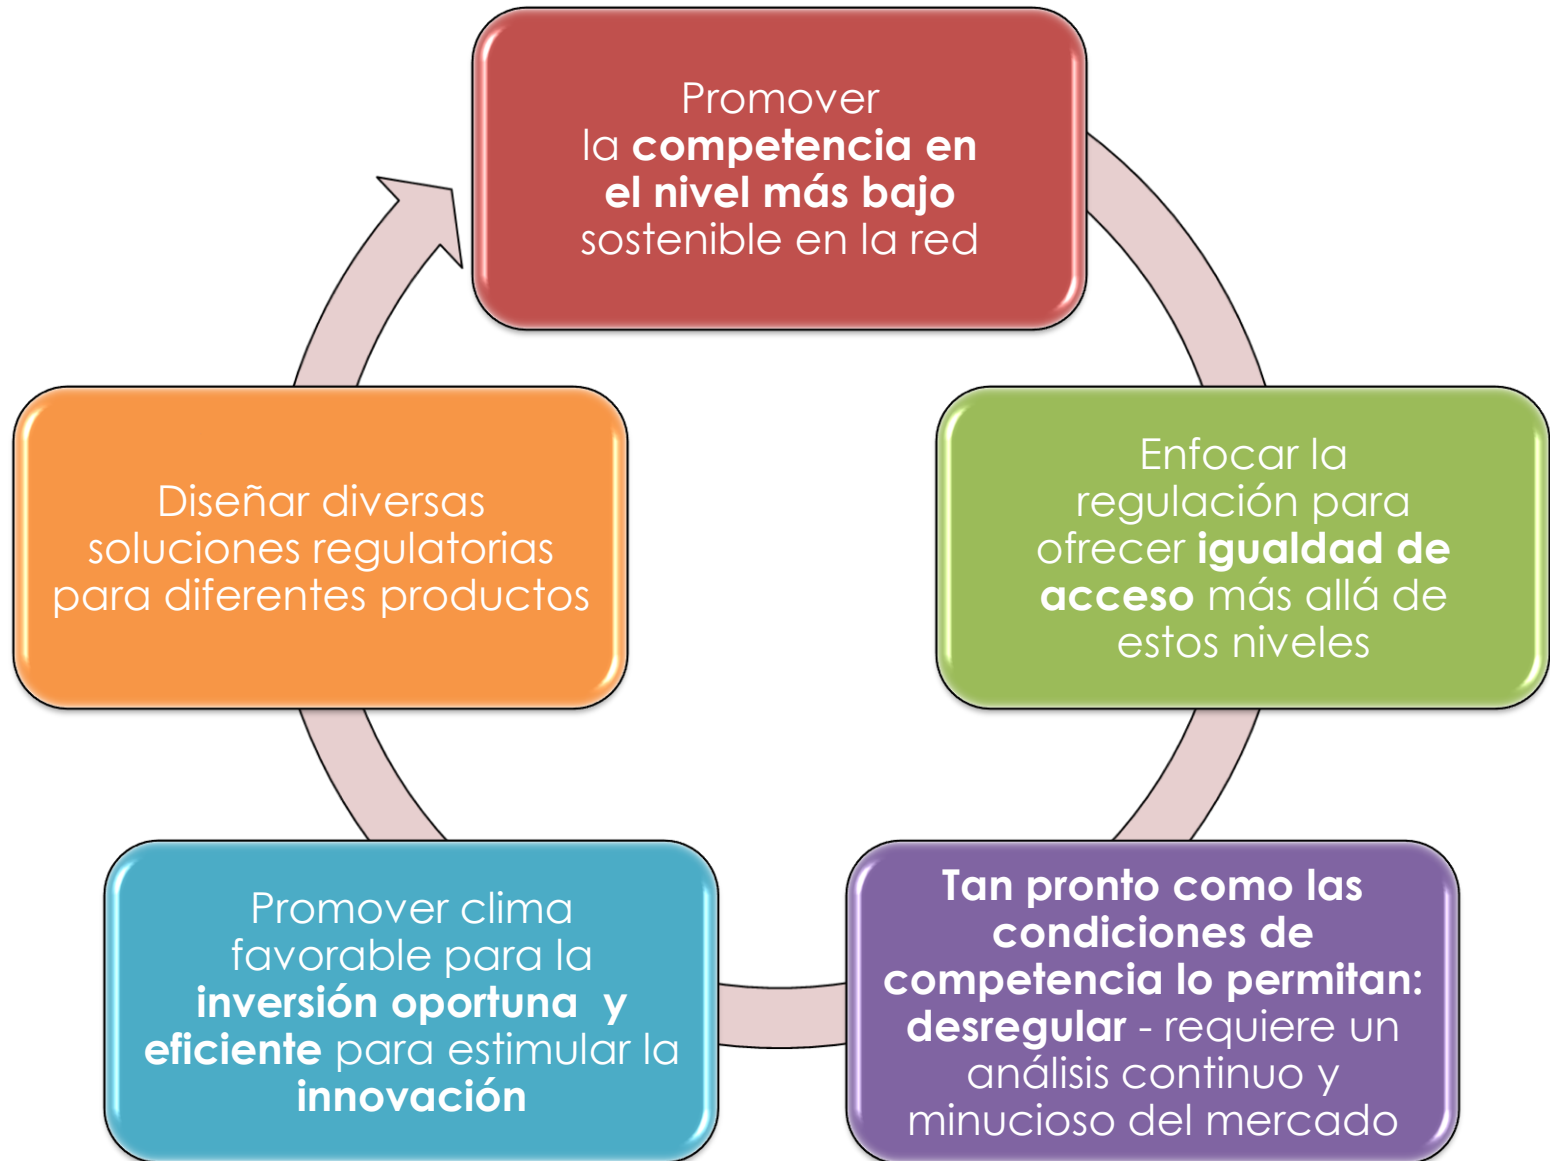 Promover
la competencia en
el nivel más bajo
sostenible en la red
Enfocar la
regulación para
ofrecer igualdad de
acceso más allá de
estos niveles
Tan pronto como las
condiciones de
competencia lo permitan:
desregular - requiere un
análisis continuo y
minucioso del mercado
Promover clima
favorable para la
inversión oportuna y
eficiente para estimular la
innovación
Diseñar diversas
soluciones regulatorias
para diferentes productos